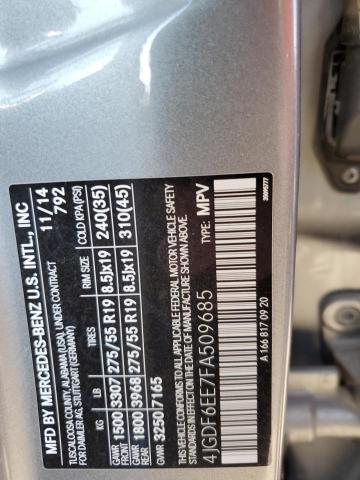 MFD BY MERCEDES-BENZ U.S. INTL., INC
TUSCALOOSA COUNTY, ALABAMA (USA), UNDER CONTRACT
FOR DAIMLER AG, STUTTGART (GERMANY)
11/14
792
KG LB TIRES RIM SIZE COLD KPA(PSI)
GAWR FRONT 1500 3307 275/55 R19 8.5Jx19 240(35)
GAWR REAR 1800 3968 275/55 R19 8.5Jx19 310(45)
GVWR 3250 7165
THIS VEHICLE CONFORMS TO ALL APPLICABLE FEDERAL MOTOR VEHICLE SAFETY
STANDARDS IN EFFECT ON THE DATE OF MANUFACTURE SHOWN ABOVE
4JGDF6EE7FA509685 TYPE: MPV
A 166 817 09 20